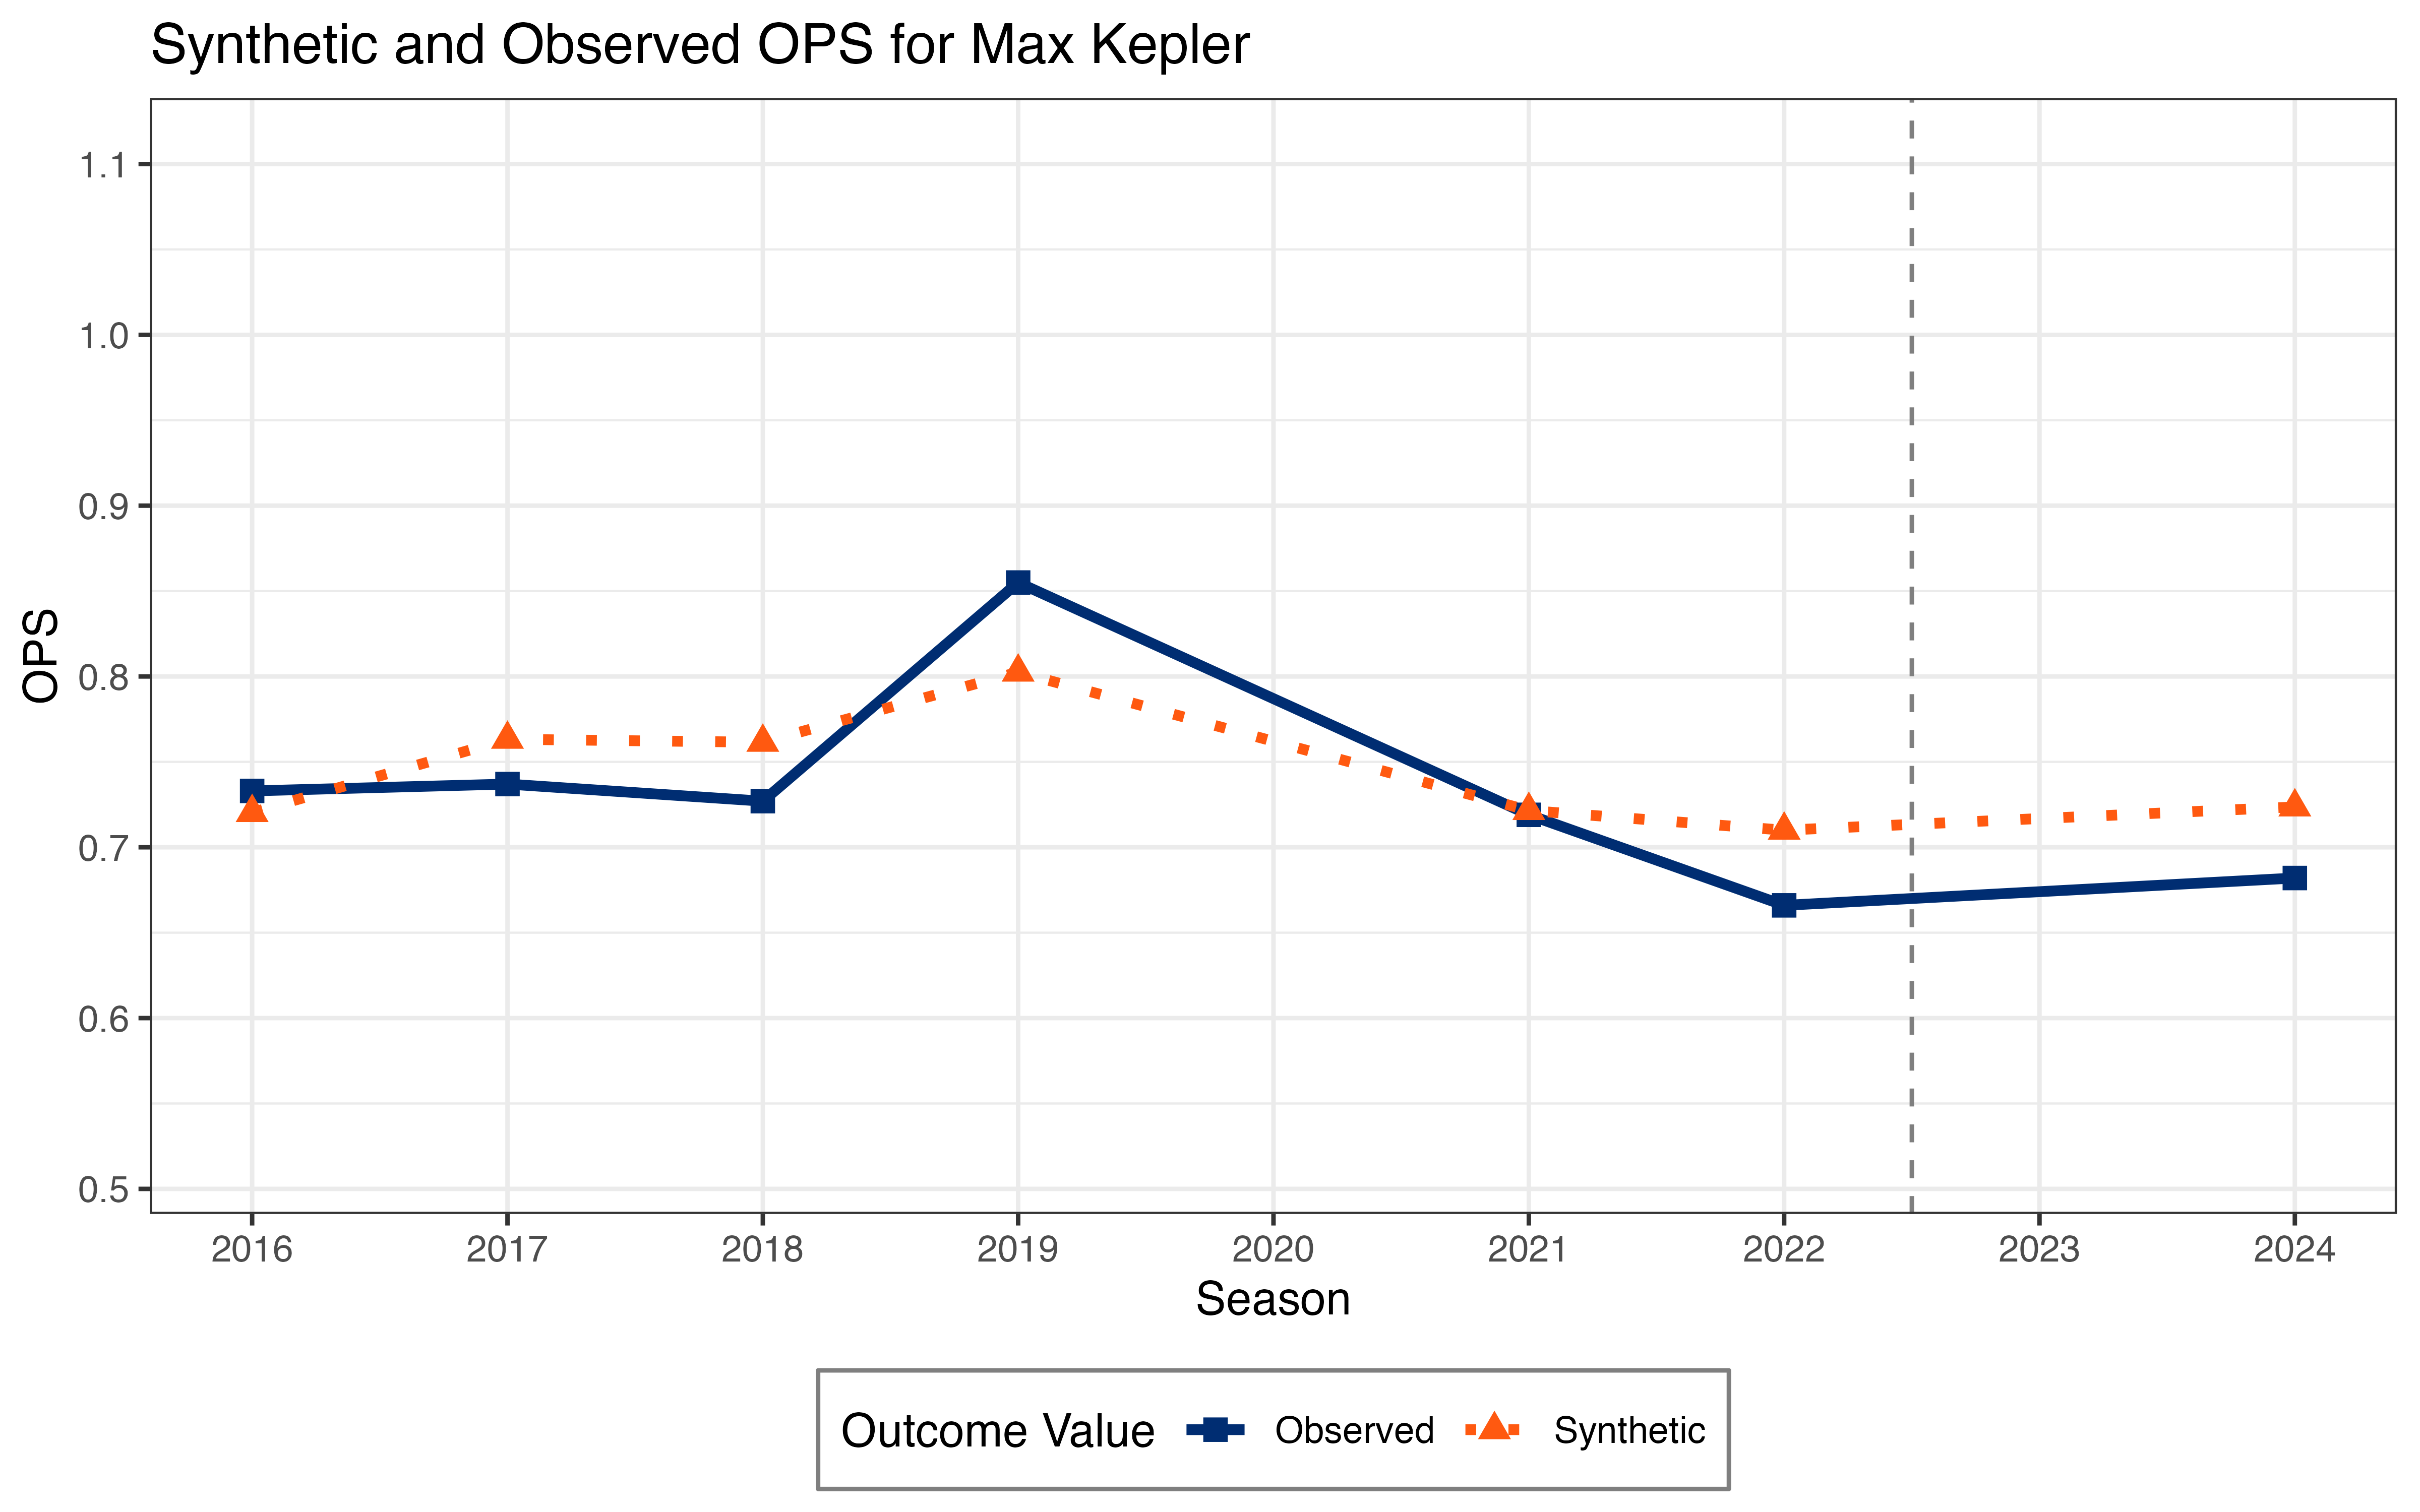 Synthetic and Observed OPS for Max Kepler
1.1
1.0
0.9
0.8
0.7
0.6
0.5
OPS
2016 2017 2018 2019 2020 2021 2022 2023 2024
Season
Outcome Value Observed Synthetic